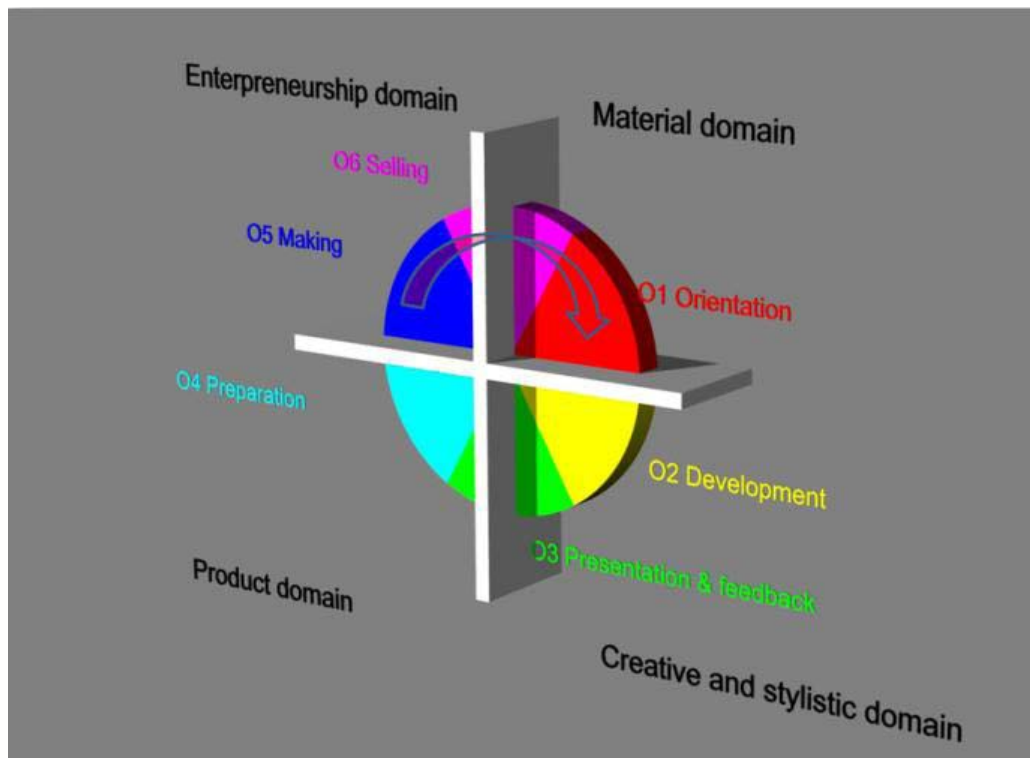 Enterpreneurship domain
Material domain
O6 Selling
O5 Making
O1 Orientation
O4 Preparation
O2 Development
O3 Presentation & feedback
Product domain
Creative and stylistic domain